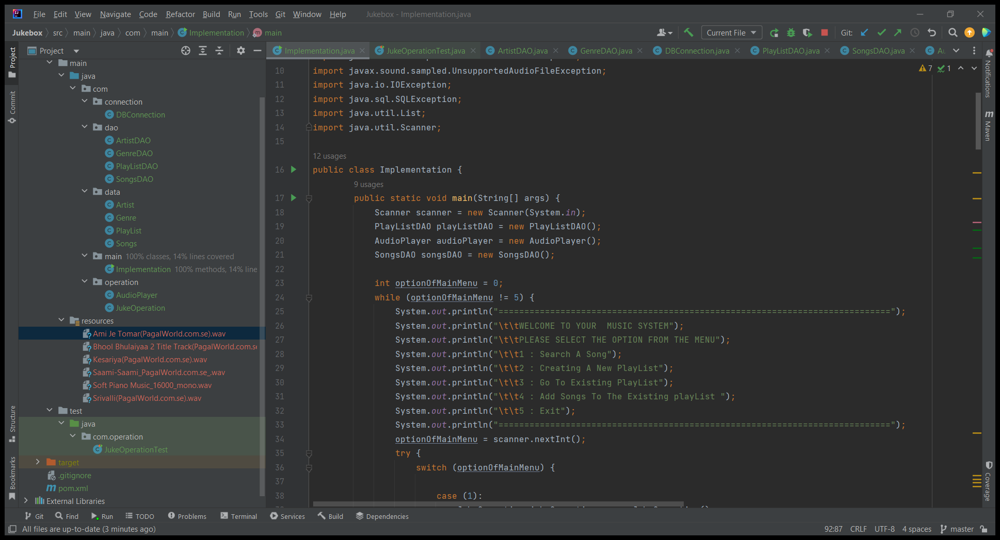 File Edit View Navigate Code Refactor Build Run Tools Git Window Help Jukebox - Implementation.java
Jukebox src main java com main Implementation main Current File Git:
Project
Implementation.java JukeOperationTest.java ArtistDAO.java GenreDAO.java DBConnection.java PlayListDAO.java SongsDAO.java
main
java
com
connection
DBConnection
dao
ArtistDAO
GenreDAO
PlayListDAO
SongsDAO
data
Artist
Genre
PlayList
Songs
main 100% classes, 14% lines covered
Implementation 100% methods, 14% line
operation
AudioPlayer
JukeOperation
resources
Ami Je Tomar(PagalWorld.com.se).wav
Bhool Bhulaiyaa 2 Title Track(PagalWorld.com.se
Kesariya(PagalWorld.com.se).wav
Saami-Saami_PagalWorld.com.se_.wav
Soft Piano Music_16000_mono.wav
Srivalli(PagalWorld.com.se).wav
test
java
com.operation
JukeOperationTest
target
.gitignore
pom.xml
External Libraries
7 1
10 import javax.sound.sampled.UnsupportedAudioFileException;
11 import java.io.IOException;
12 import java.sql.SQLException;
13 import java.util.List;
14 import java.util.Scanner;
15
12 usages
16 public class Implementation {
9 usages
17 public static void main(String[] args) {
18 Scanner scanner = new Scanner(System.in);
19 PlayListDAO playListDAO = new PlayListDAO();
20 AudioPlayer audioPlayer = new AudioPlayer();
21 SongsDAO songsDAO = new SongsDAO();
22
23 int optionOfMainMenu = 0;
24 while (optionOfMainMenu != 5) {
25 System.out.println("============================================================================");
26 System.out.println("\t\tWELCOME TO YOUR  MUSIC SYSTEM");
27 System.out.println("\t\tPLEASE SELECT THE OPTION FROM THE MENU");
28 System.out.println("\t\t1 : Search A Song");
29 System.out.println("\t\t2 : Creating A New PlayList");
30 System.out.println("\t\t3 : Go To Existing PlayList");
31 System.out.println("\t\t4 : Add Songs To The Existing playList ");
32 System.out.println("\t\t5 : Exit");
33 System.out.println("============================================================================");
34 optionOfMainMenu = scanner.nextInt();
35 try {
36 switch (optionOfMainMenu) {
37
38 case (1):
Project
Commit
Structure
Bookmarks
Notifications
Maven
Coverage
Git Find Run TODO Problems Terminal Services Build Dependencies
All files are up-to-date (3 minutes ago) 92:87 CRLF UTF-8 4 spaces master